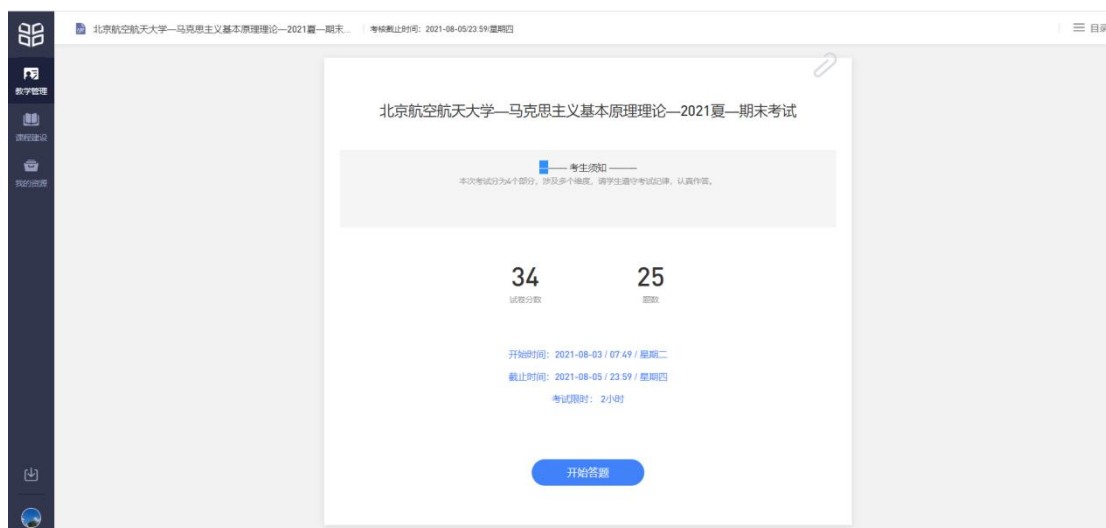 北京航空航天大学—马克思主义基本原理理论—2021夏—期末...
考核截止时间：2021-08-05/23:59/星期四
目录
教学管理
课程建设
我的资源
北京航空航天大学—马克思主义基本原理理论—2021夏—期末考试
—— 考生须知 ———
本次考试分为4个部分，涉及多个维度，请学生遵守考试纪律，认真作答。
34
25
试卷分数
题数
开始时间：2021-08-03 / 07:49 / 星期二
截止时间：2021-08-05 / 23:59 / 星期四
考试限时： 2小时
开始答题